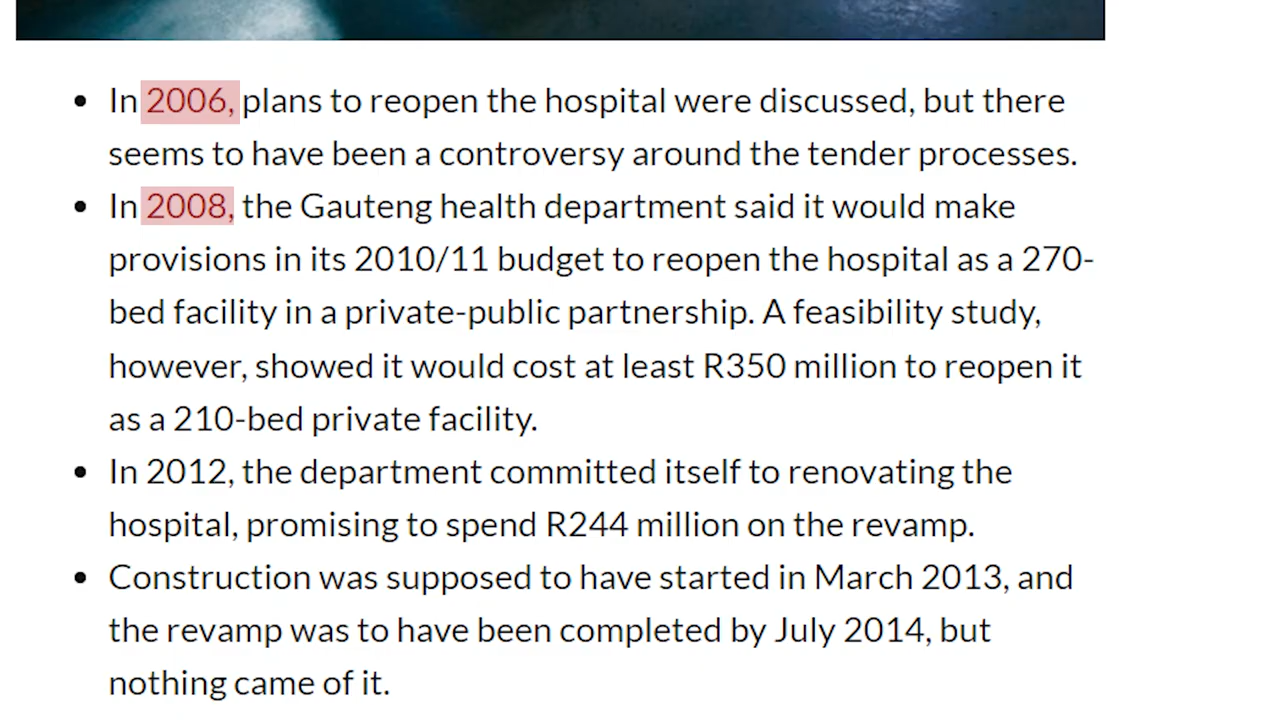 • In 2006, plans to reopen the hospital were discussed, but there
seems to have been a controversy around the tender processes.
• In 2008, the Gauteng health department said it would make
provisions in its 2010/11 budget to reopen the hospital as a 270-
bed facility in a private-public partnership. A feasibility study,
however, showed it would cost at least R350 million to reopen it
as a 210-bed private facility.
• In 2012, the department committed itself to renovating the
hospital, promising to spend R244 million on the revamp.
• Construction was supposed to have started in March 2013, and
the revamp was to have been completed by July 2014, but
nothing came of it.